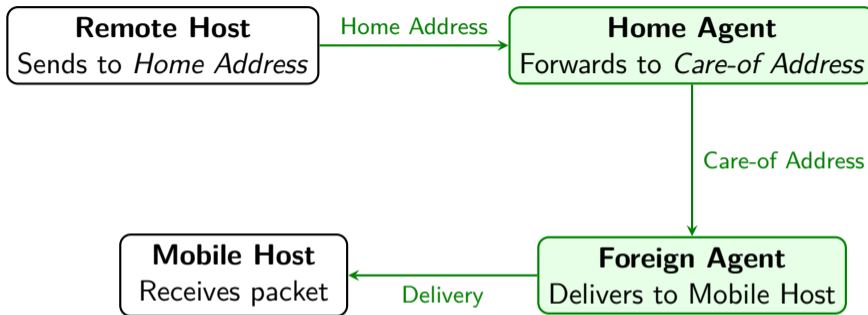 Remote Host
Sends to Home Address
Home Address
Home Agent
Forwards to Care-of Address
Care-of Address
Mobile Host
Receives packet
Delivery
Foreign Agent
Delivers to Mobile Host